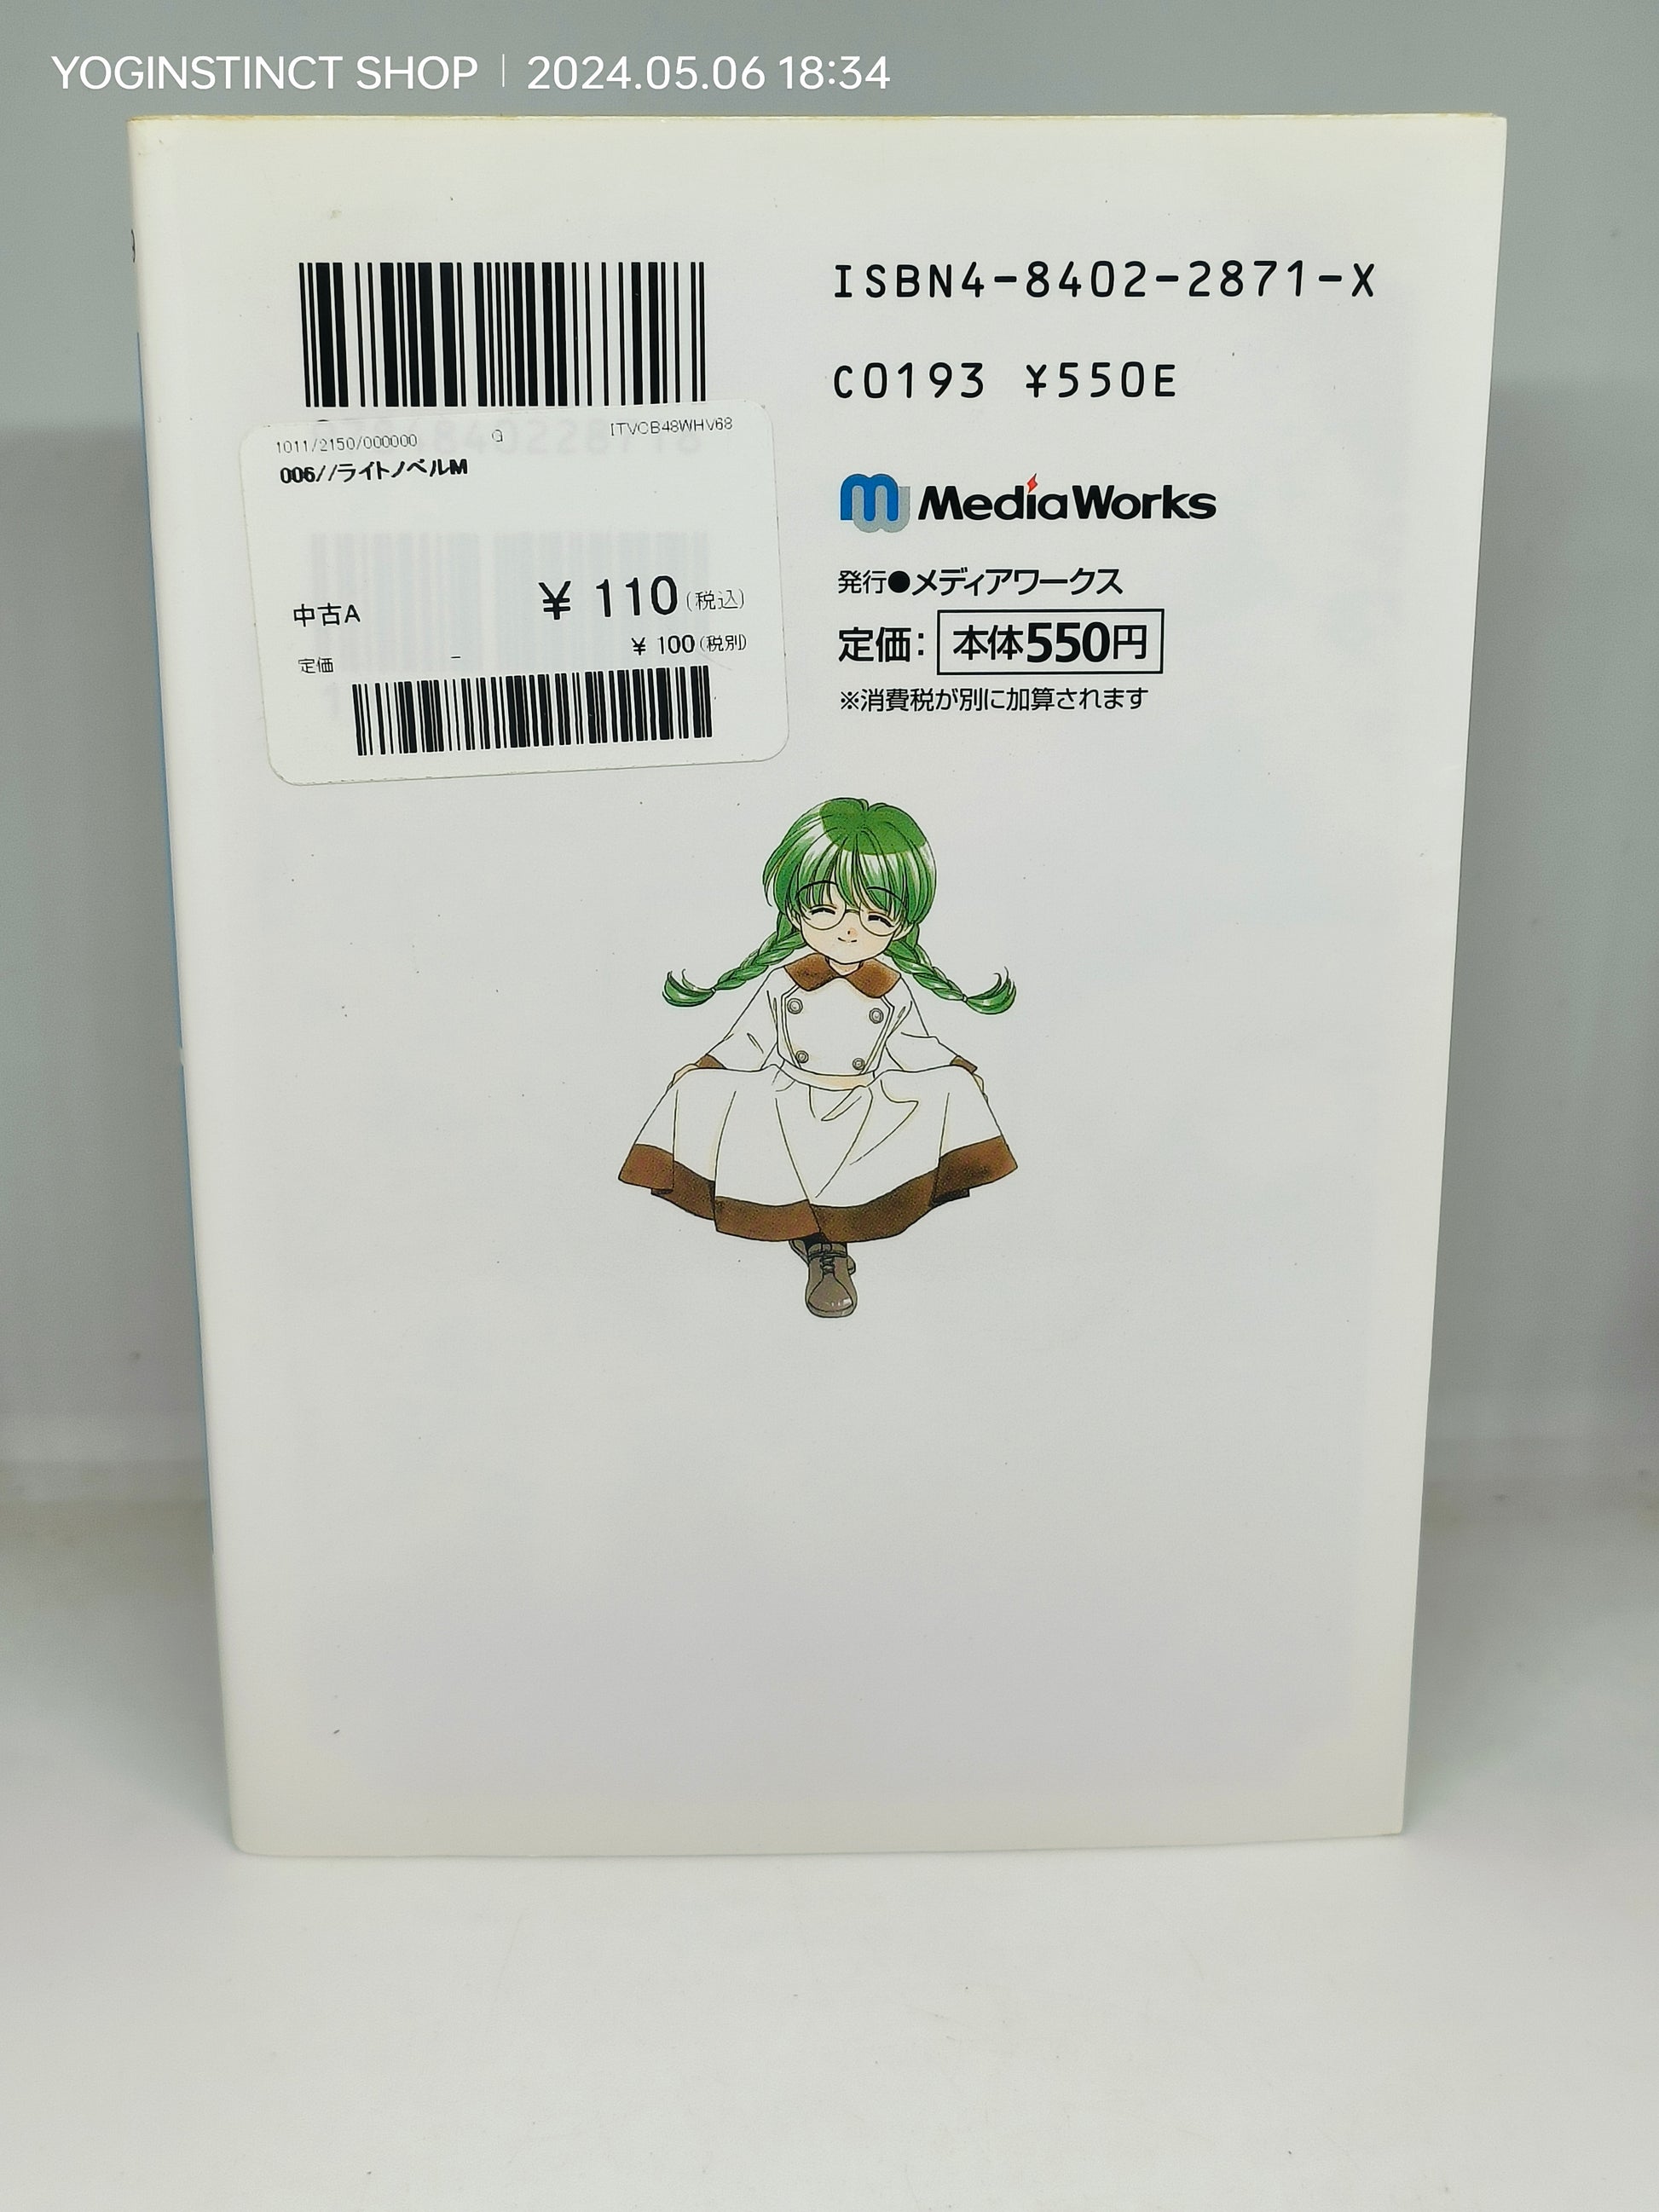 YOGINSTINCT SHOP | 2024.05.06 18:34
ISBN4-8402-2871-X
C0193 ¥550E
1011/2150/000000 G ITVCB48WHV68
006//ライトノベルM
中古A ¥ 110(税込)
¥ 100(税別)
定価 -
MediaWorks
発行●メディアワークス
定価: 本体550円
※消費税が別に加算されます